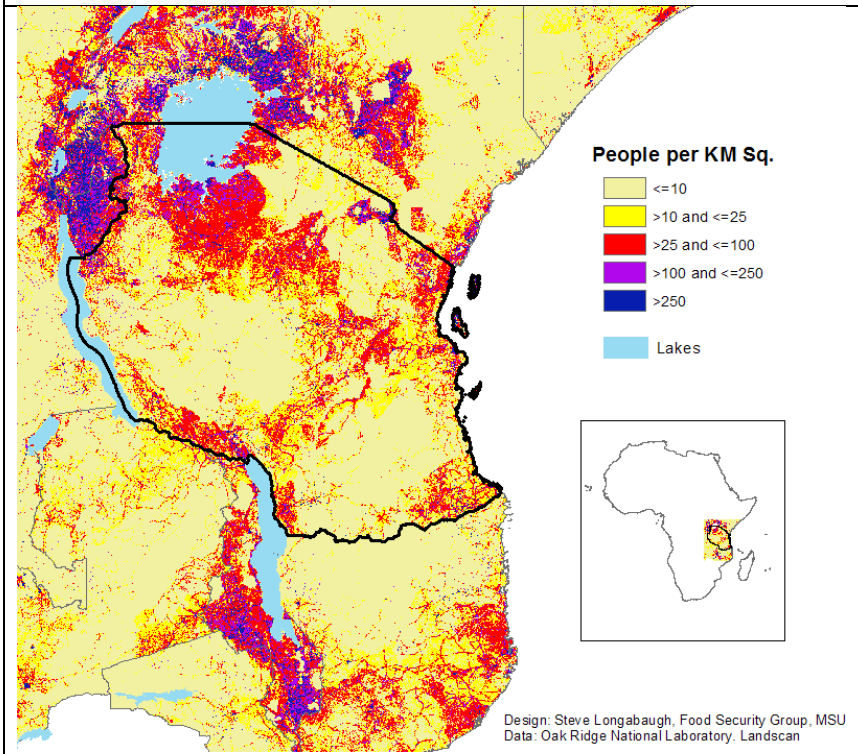 People per KM Sq.
<=10
>10 and <=25
>25 and <=100
>100 and <=250
>250
Lakes
Design: Steve Longabaugh, Food Security Group, MSU
Data: Oak Ridge National Laboratory. Landscan